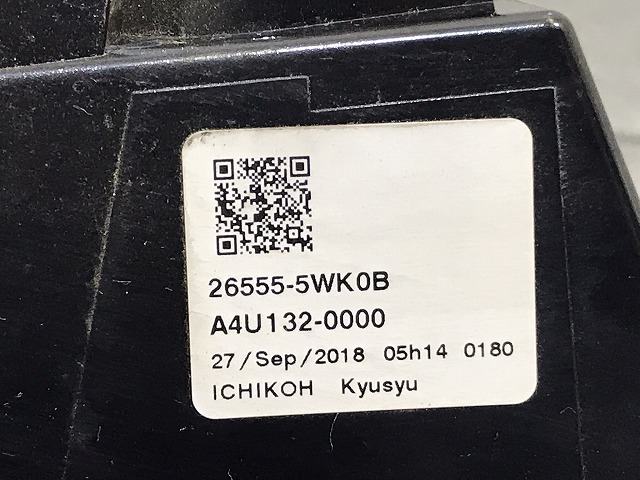 26555-5WK0B
A4U132-0000
27/Sep/2018 05h14 0180
ICHIKOH Kyusyu